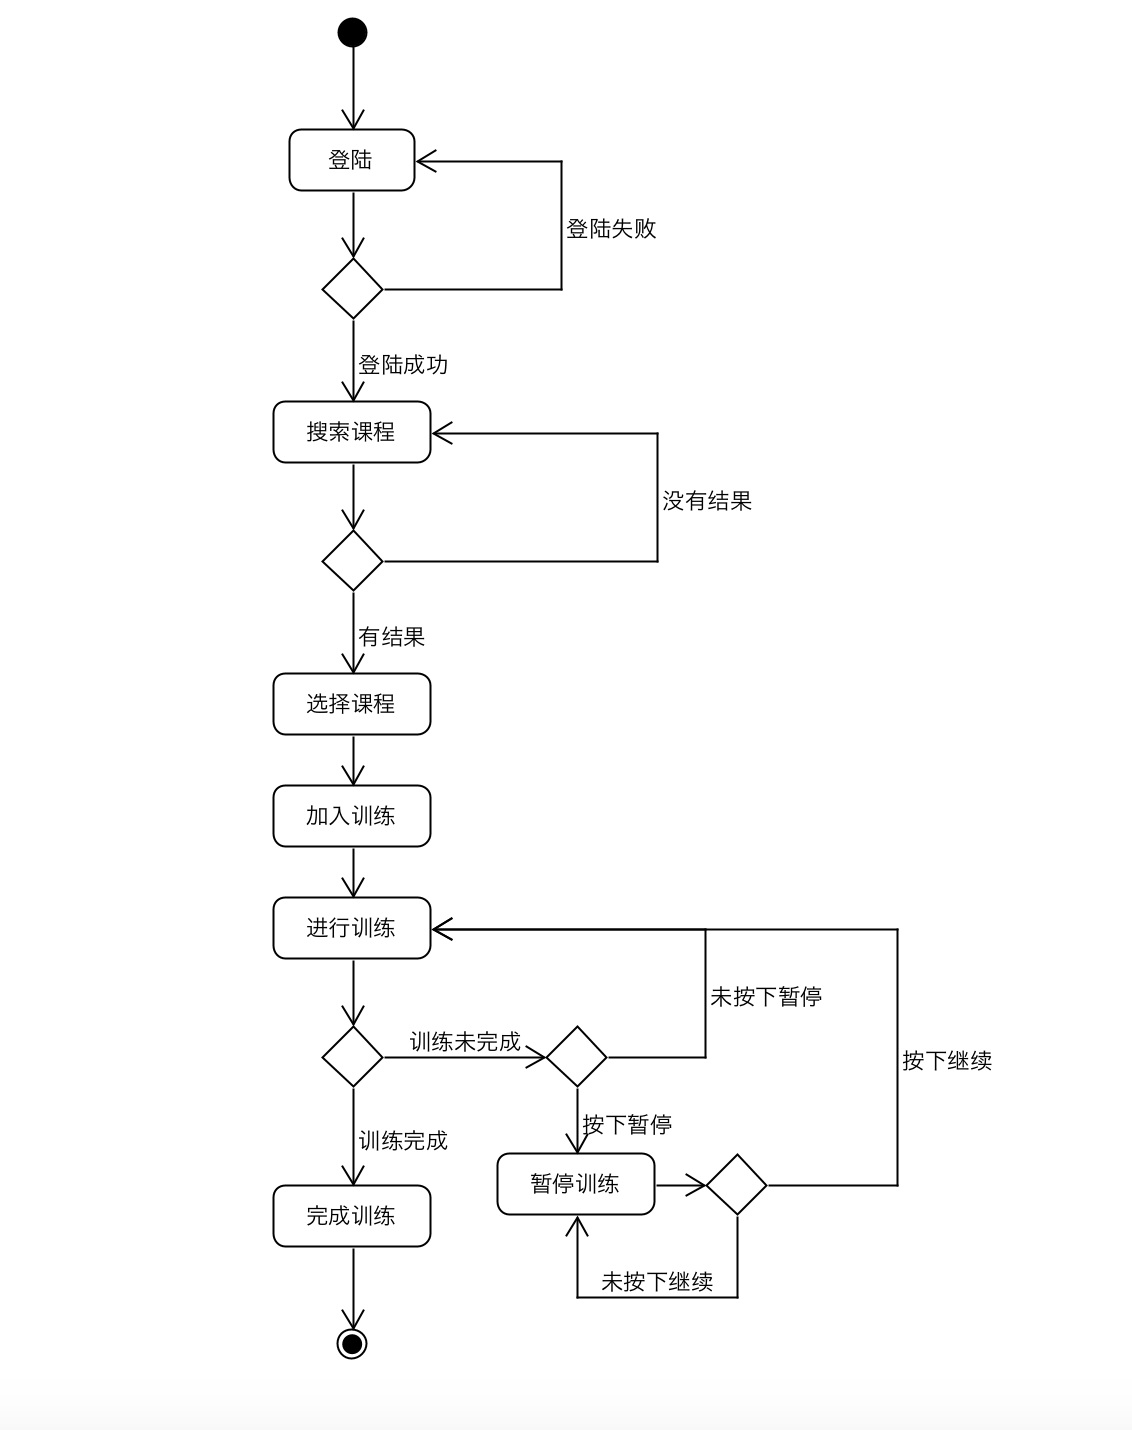 登陆
登陆失败
登陆成功
搜索课程
没有结果
有结果
选择课程
加入训练
进行训练
未按下暂停
训练未完成
按下继续
按下暂停
训练完成
暂停训练
完成训练
未按下继续